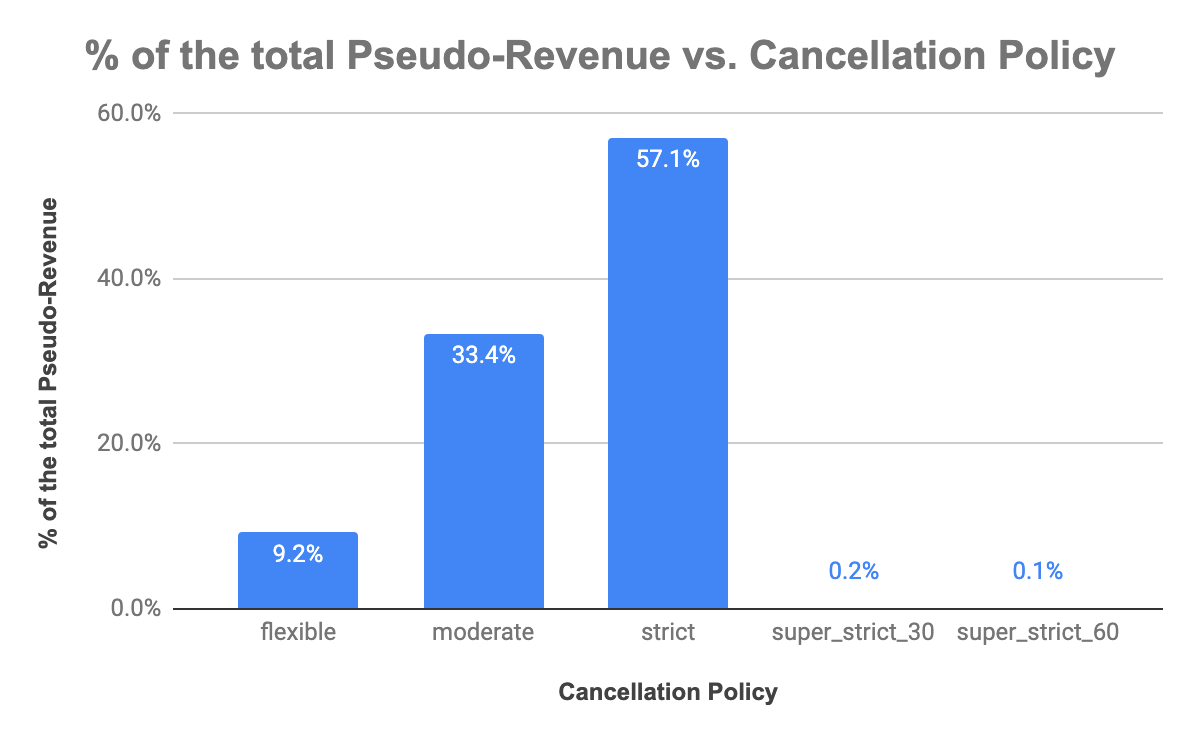 % of the total Pseudo-Revenue vs. Cancellation Policy
% of the total Pseudo-Revenue
60.0%
40.0%
20.0%
0.0%
9.2%
33.4%
57.1%
0.2%
0.1%
flexible
moderate
strict
super_strict_30
super_strict_60
Cancellation Policy